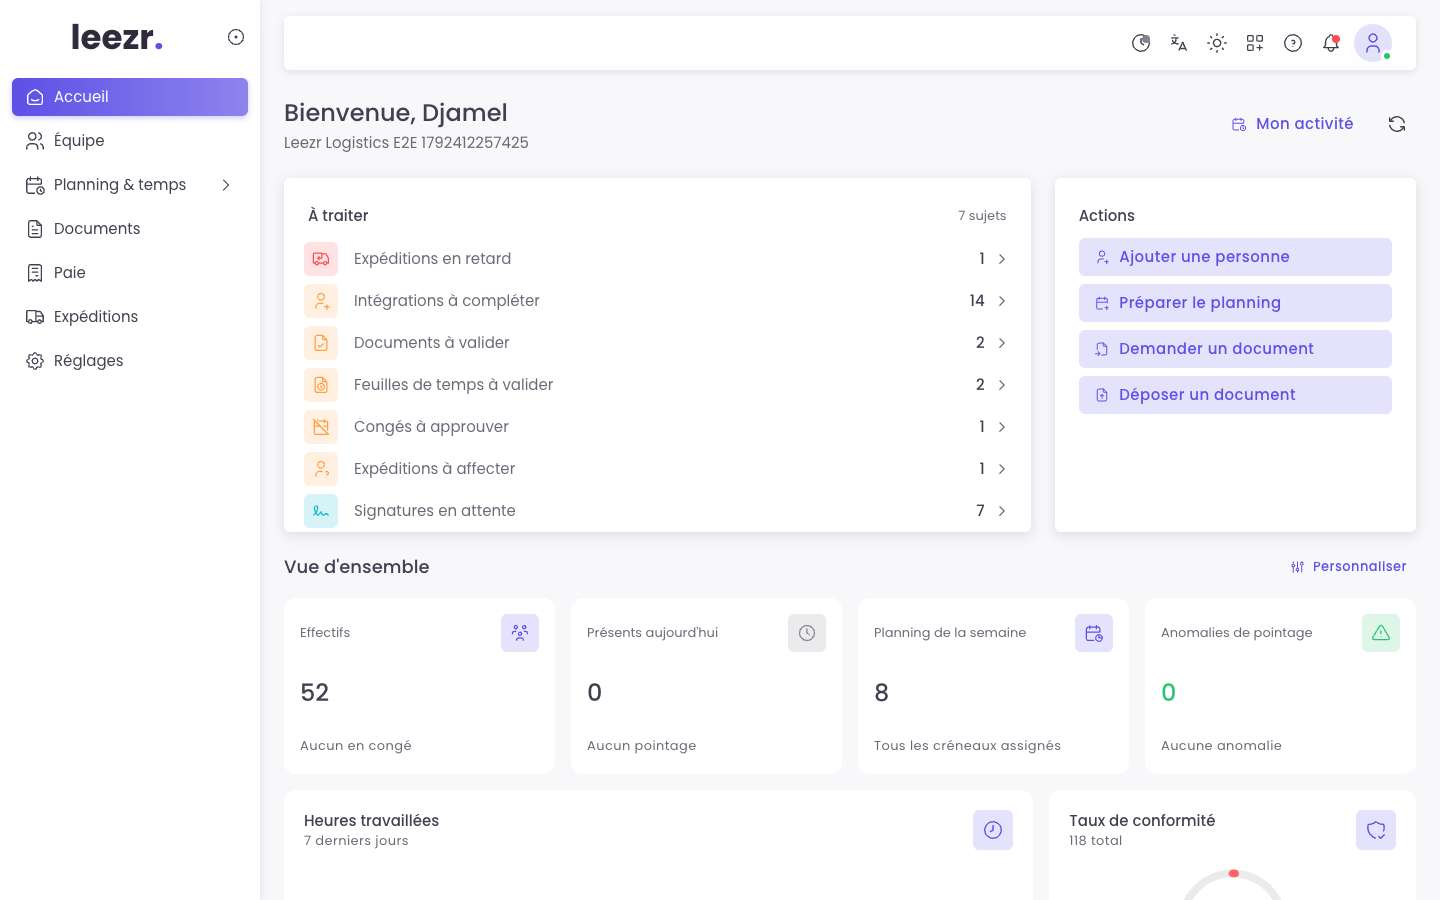 leezr.
Accueil
Équipe
Planning & temps
Documents
Paie
Expéditions
Réglages
Bienvenue, Djamel
Leezr Logistics E2E 1792412257425
Mon activité
À traiter
7 sujets
Expéditions en retard
1
Intégrations à compléter
14
Documents à valider
2
Feuilles de temps à valider
2
Congés à approuver
1
Expéditions à affecter
1
Signatures en attente
7
Actions
Ajouter une personne
Préparer le planning
Demander un document
Déposer un document
Vue d'ensemble
Personnaliser
Effectifs
52
Aucun en congé
Présents aujourd'hui
0
Aucun pointage
Planning de la semaine
8
Tous les créneaux assignés
Anomalies de pointage
0
Aucune anomalie
Heures travaillées
7 derniers jours
Taux de conformité
118 total